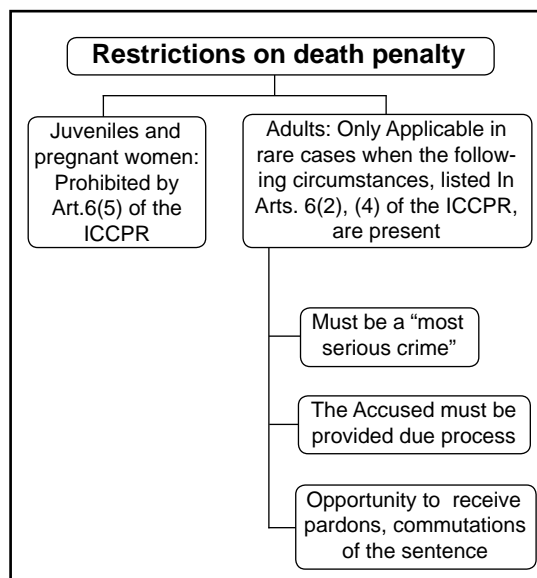 Restrictions on death penalty
Juveniles and
pregnant women:
Prohibited by
Art.6(5) of the
ICCPR
Adults: Only Applicable in
rare cases when the follow-
ing circumstances, listed In
Arts. 6(2), (4) of the ICCPR,
are present
Must be a “most
serious crime”
The Accused must be
provided due process
Opportunity to receive
pardons, commutations
of the sentence